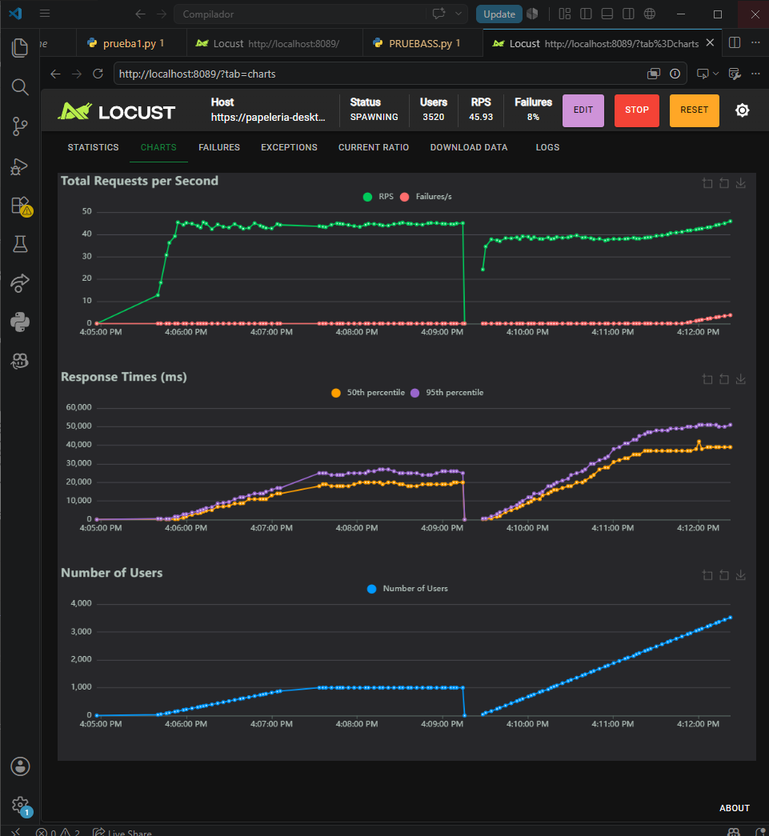 Compilador
Update
ne
prueba1.py 1
Locust http://localhost:8089/
PRUEBASS.py 1
Locust http://localhost:8089/?tab%3Dcharts
http://localhost:8089/?tab=charts
LOCUST
Host
https://papeleria-deskt...
Status
SPAWNING
Users
3520
RPS
45.93
Failures
8%
EDIT
STOP
RESET
STATISTICS
CHARTS
FAILURES
EXCEPTIONS
CURRENT RATIO
DOWNLOAD DATA
LOGS
Total Requests per Second
RPS
Failures/s
50
40
30
20
10
0
4:05:00 PM
4:06:00 PM
4:07:00 PM
4:08:00 PM
4:09:00 PM
4:10:00 PM
4:11:00 PM
4:12:00 PM
Response Times (ms)
50th percentile
95th percentile
60,000
50,000
40,000
30,000
20,000
10,000
0
4:05:00 PM
4:06:00 PM
4:07:00 PM
4:08:00 PM
4:09:00 PM
4:10:00 PM
4:11:00 PM
4:12:00 PM
Number of Users
Number of Users
4,000
3,000
2,000
1,000
0
4:05:00 PM
4:06:00 PM
4:07:00 PM
4:08:00 PM
4:09:00 PM
4:10:00 PM
4:11:00 PM
4:12:00 PM
ABOUT
1
0
2
Live Share